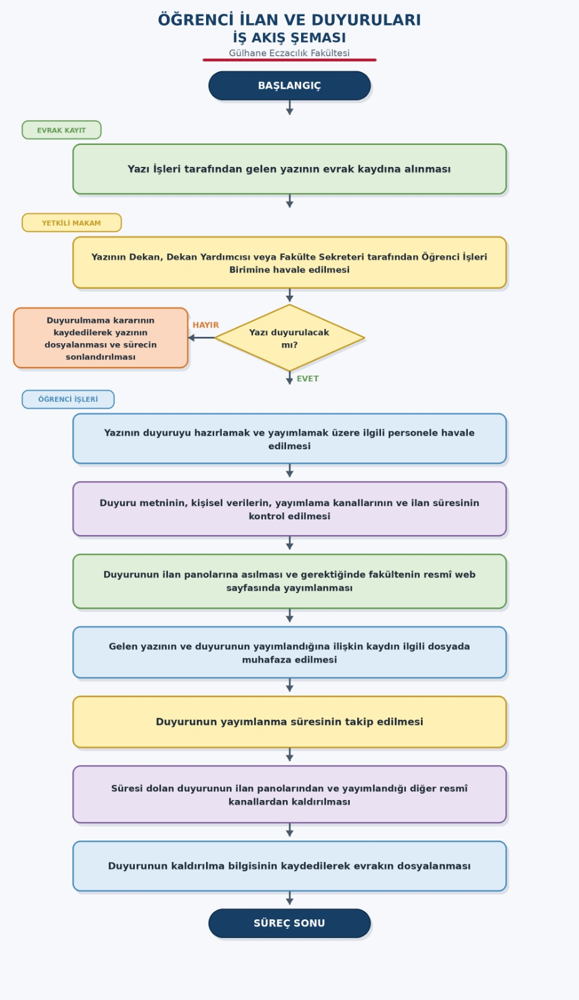 ÖĞRENCİ İLAN VE DUYURULARI
İŞ AKIŞ ŞEMASI
Gülhane Eczacılık Fakültesi
BAŞLANGIÇ
EVRAK KAYIT
Yazı İşleri tarafından gelen yazının evrak kaydına alınması
YETKİLİ MAKAM
Yazının Dekan, Dekan Yardımcısı veya Fakülte Sekreteri tarafından Öğrenci İşleri
Birimine havale edilmesi
Duyurulmama kararının
kaydedilerek yazının
dosyalanması ve sürecin
sonlandırılması
HAYIR
Yazı duyurulacak
mı?
EVET
ÖĞRENCİ İŞLERİ
Yazının duyuruyu hazırlamak ve yayımlamak üzere ilgili personele havale
edilmesi
Duyuru metninin, kişisel verilerin, yayımlama kanallarının ve ilan süresinin
kontrol edilmesi
Duyurunun ilan panolarına asılması ve gerektiğinde fakültenin resmî web
sayfasında yayımlanması
Gelen yazının ve duyurunun yayımlandığına ilişkin kaydın ilgili dosyada
muhafaza edilmesi
Duyurunun yayımlanma süresinin takip edilmesi
Süresi dolan duyurunun ilan panolarından ve yayımlandığı diğer resmî
kanallardan kaldırılması
Duyurunun kaldırılma bilgisinin kaydedilerek evrakın dosyalanması
SÜREÇ SONU